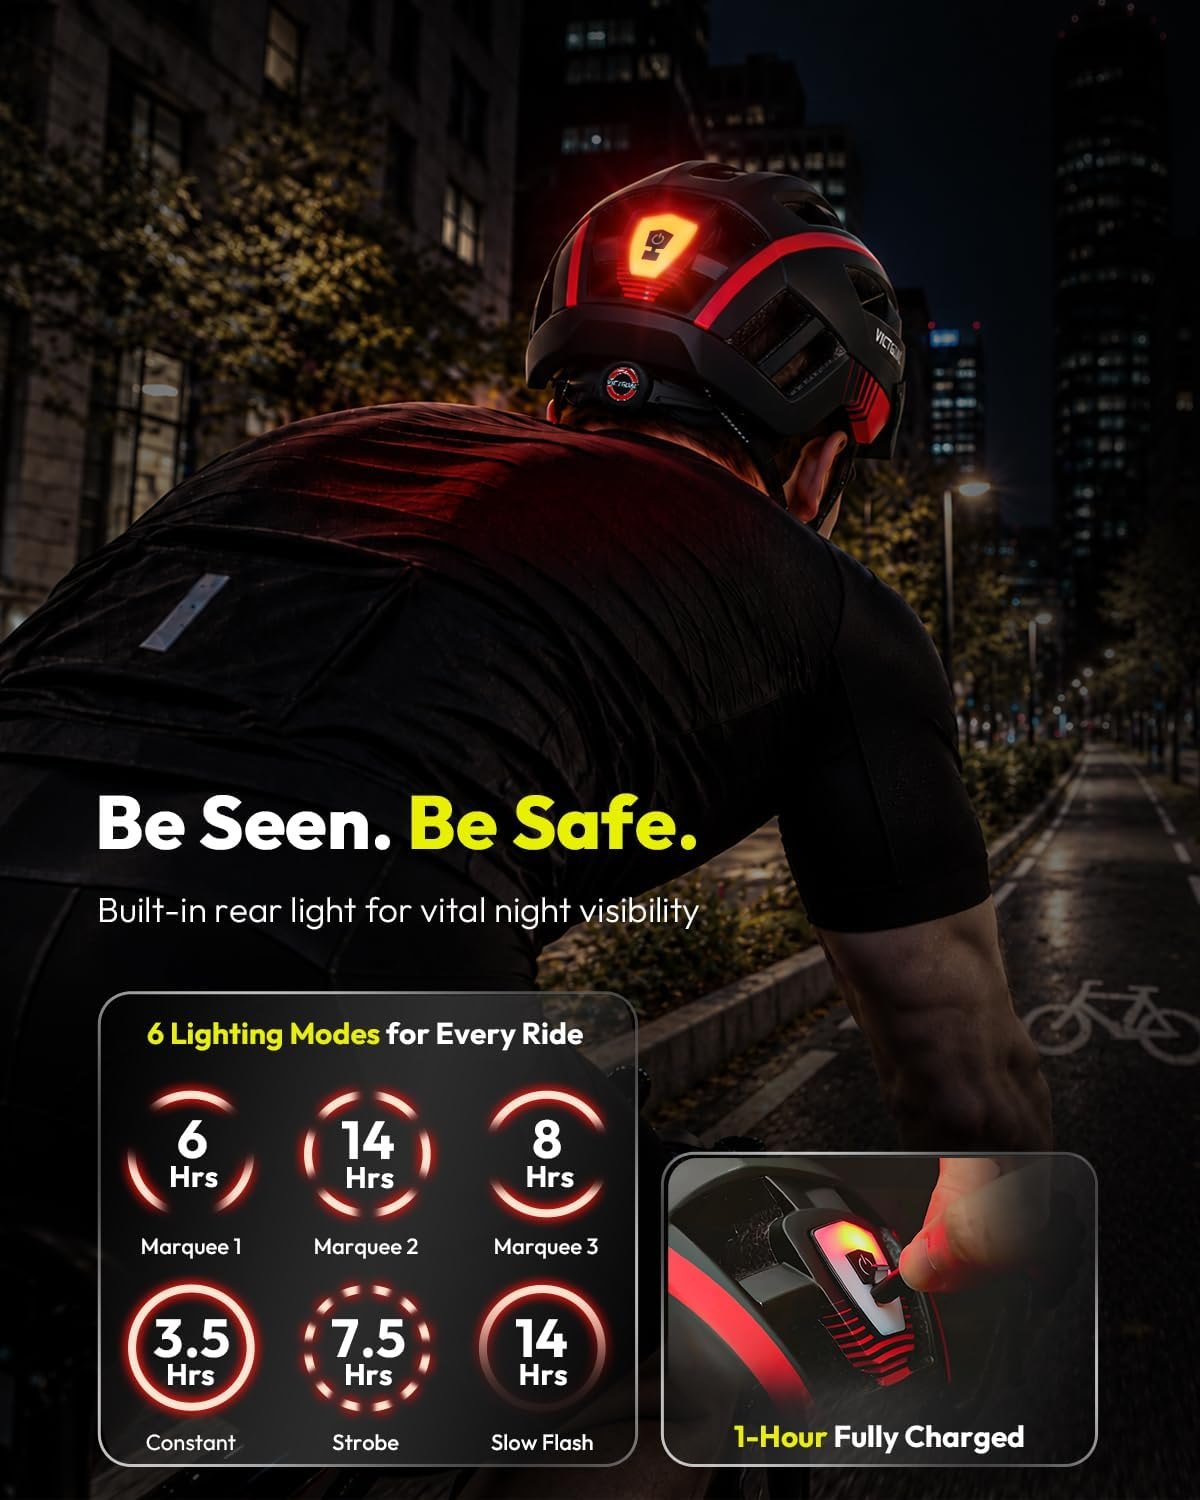 VICTGOAL
VICTGOAL
Be Seen. Be Safe.
Built-in rear light for vital night visibility
6 Lighting Modes for Every Ride
6
Hrs
Marquee 1
14
Hrs
Marquee 2
8
Hrs
Marquee 3
3.5
Hrs
Constant
7.5
Hrs
Strobe
14
Hrs
Slow Flash
1-Hour Fully Charged